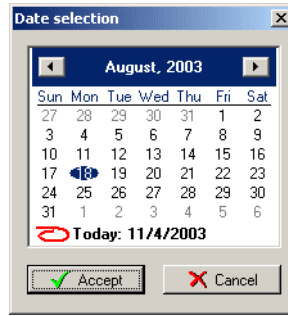 Date selection
August, 2003
Sun Mon Tue Wed Thu Fri Sat
27 28 29 30 31 1 2
3 4 5 6 7 8 9
10 11 12 13 14 15 16
17 18 19 20 21 22 23
24 25 26 27 28 29 30
31 1 2 3 4 5 6
Today: 11/4/2003
Accept Cancel